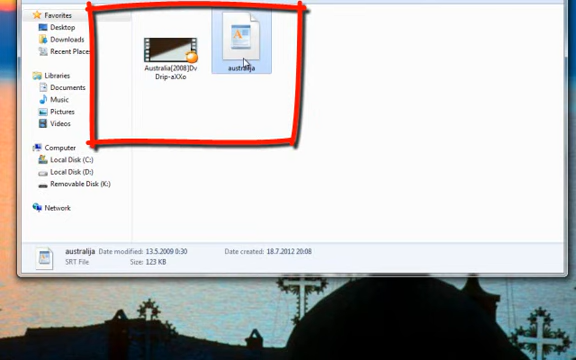 Favorites
Desktop
Downloads
Recent Places
Libraries
Documents
Music
Pictures
Videos
Computer
Local Disk (C:)
Local Disk (D:)
Removable Disk (K:)
Network
Australia[2008]Dv
Drip-aXXo
australija
australija Date modified: 13.5.2009 0:30 Date created: 18.7.2012 20:08
SRT File Size: 123 KB